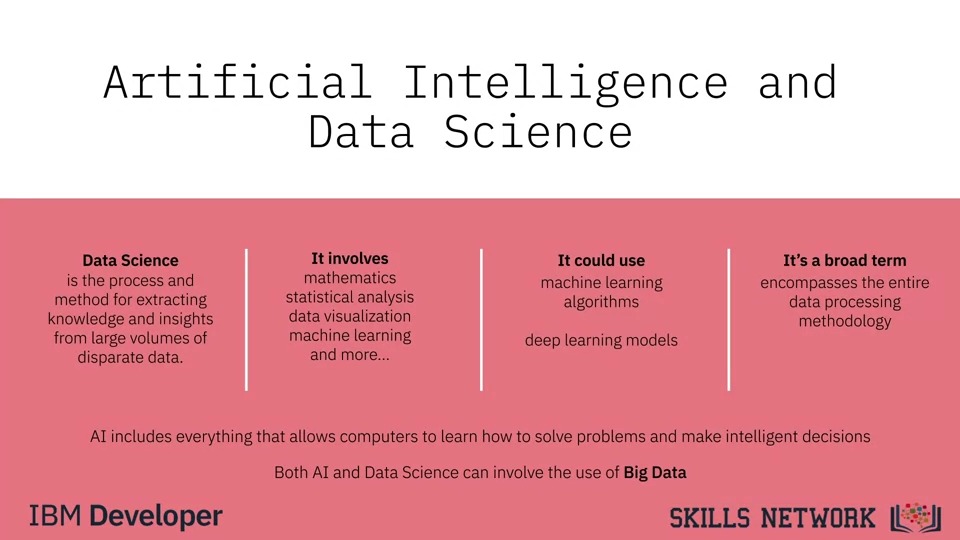 Artificial Intelligence and
Data Science
Data Science
is the process and
method for extracting
knowledge and insights
from large volumes of
disparate data.
It involves
mathematics
statistical analysis
data visualization
machine learning
and more...
It could use
machine learning
algorithms
deep learning models
It's a broad term
encompasses the entire
data processing
methodology
AI includes everything that allows computers to learn how to solve problems and make intelligent decisions
Both AI and Data Science can involve the use of Big Data
IBM Developer
SKILLS NETWORK